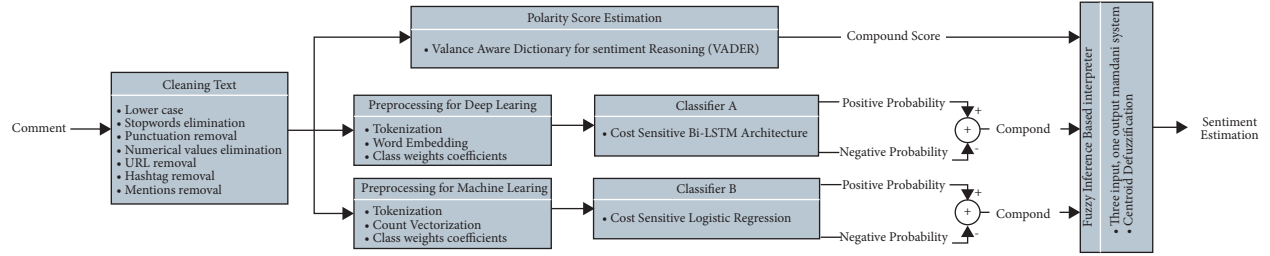 Comment
Cleaning Text
• Lower case
• Stopwords elimination
• Punctuation removal
• Numerical values elimination
• URL removal
• Hashtag removal
• Mentions removal
Polarity Score Estimation
• Valance Aware Dictionary for sentiment Reasoning (VADER)
Compound Score
Preprocessing for Deep Learing
• Tokenization
• Word Embedding
• Class weights coefficients
Classifier A
• Cost Sensitive Bi-LSTM Architecture
Positive Probability
Negative Probability
+
+
-
Compond
Preprocessing for Machine Learing
• Tokenization
• Count Vectorization
• Class weights coefficients
Classifier B
• Cost Sensitive Logistic Regression
Positive Probability
Negative Probability
+
+
-
Compond
Fuzzy Inference Based interpreter
• Three input, one output mamdani system
• Centroid Defuzzification
Sentiment
Estimation